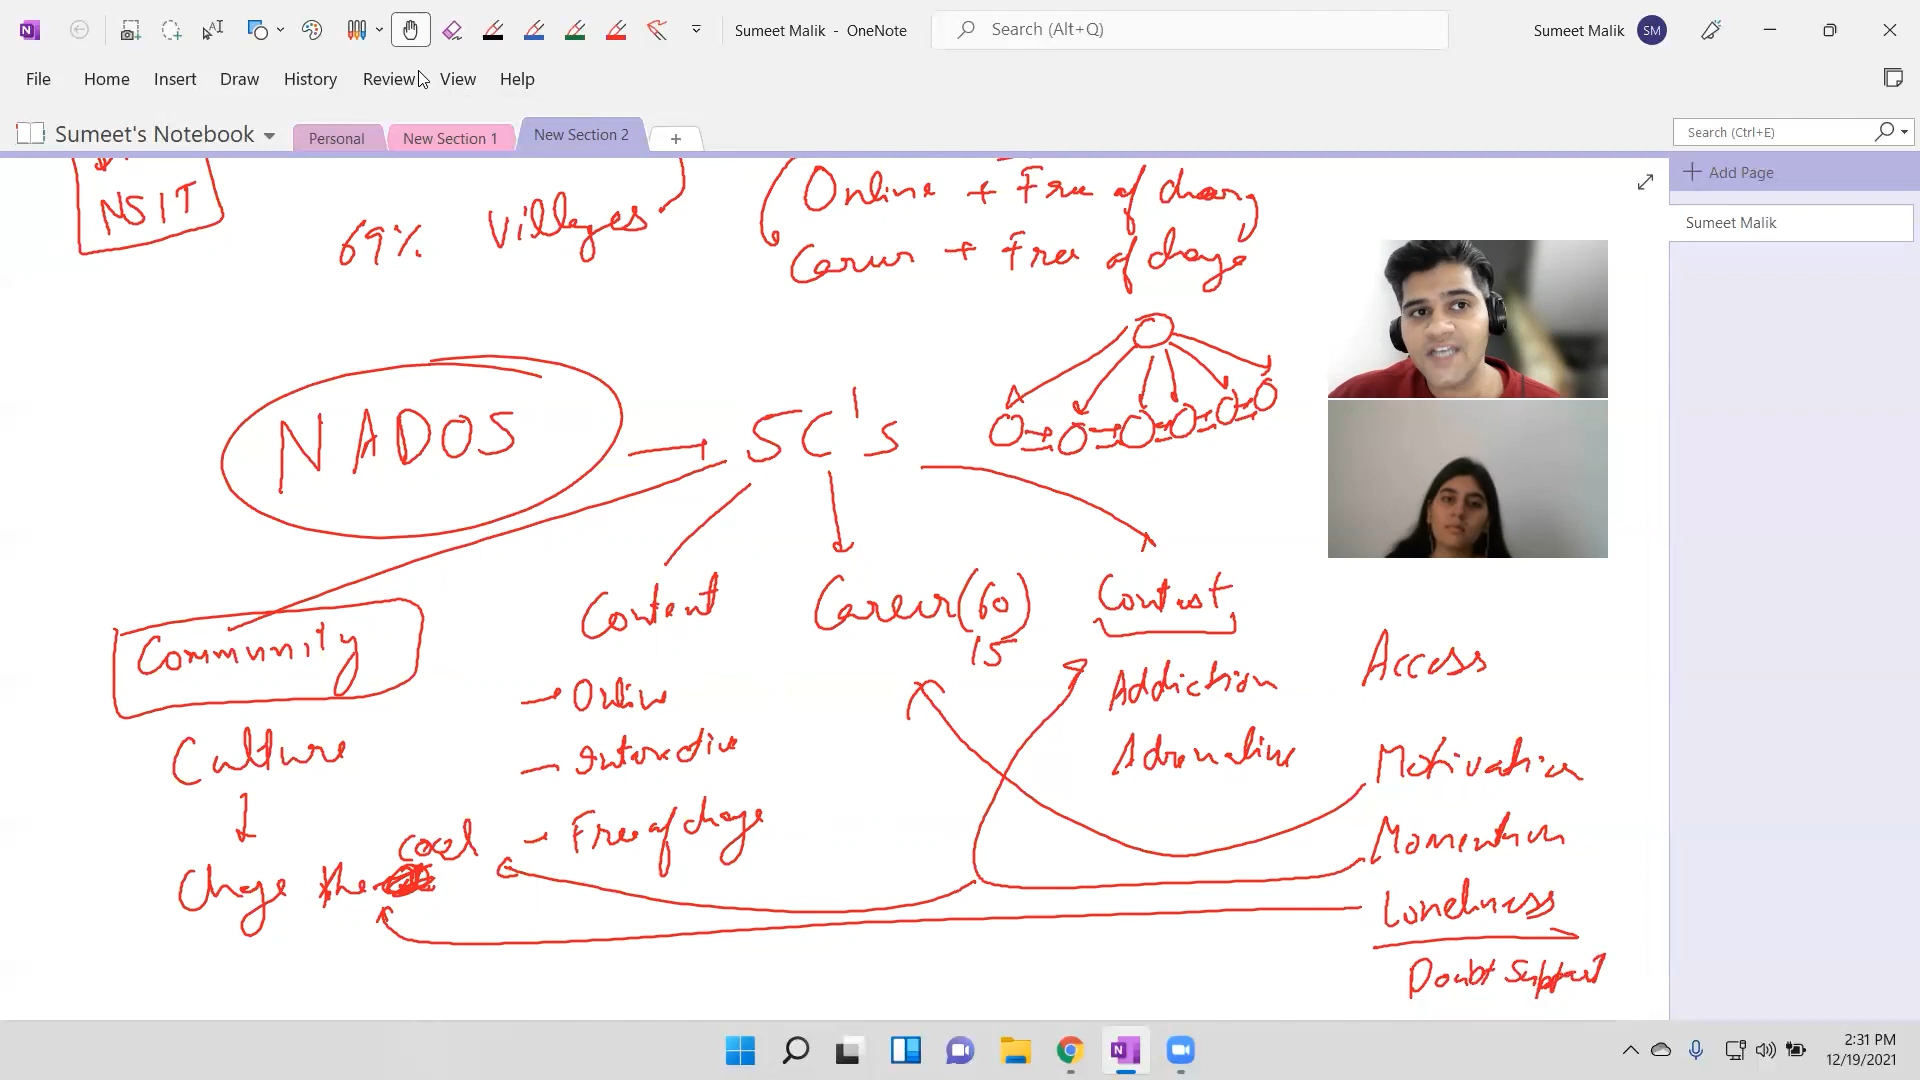 Sumeet Malik - OneNote
Search (Alt+Q)
Sumeet Malik
SM
File Home Insert Draw History Review View Help
Sumeet's Notebook
Personal
New Section 1
New Section 2
+
Search (Ctrl+E)
Add Page
Sumeet Malik
NSIT
69% Villages
Online + Free of
+ Free of charge
NADOS
5C's
Community
Culture
Change the
cool
Content
→ Online
— Interactive
→ Free of charge
Career (60)
15
Contest
Addiction
Adrenaline
Access
Motivation
Momentum
Loneliness
Doubt Support
2:31 PM
12/19/2021